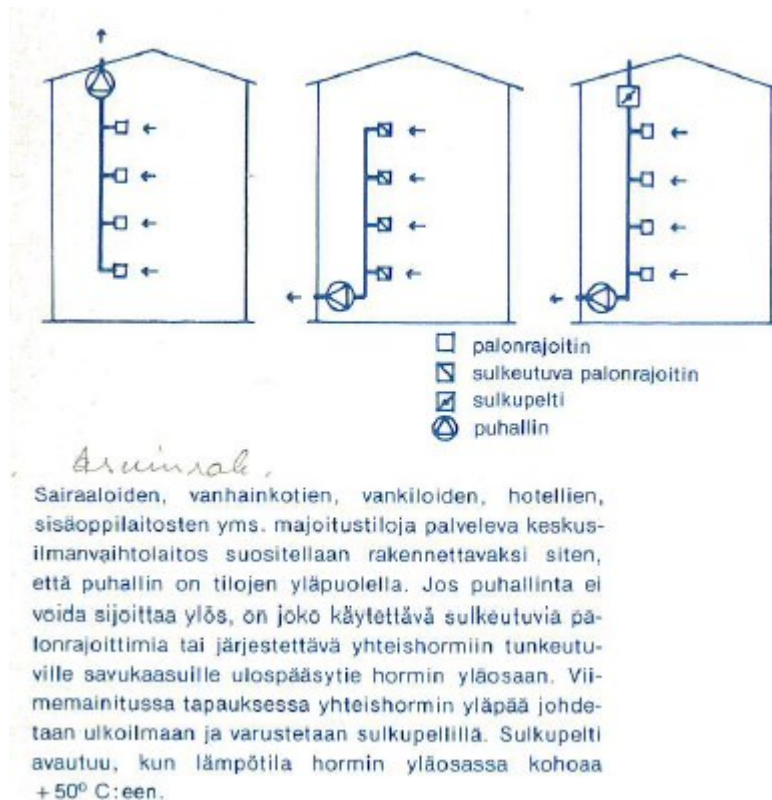 palonrajoitin
sulkeutuva palonrajoitin
sulkupelti
puhallin
Asuinrak.
Sairaaloiden, vanhainkotien, vankiloiden, hotellien,
sisäoppilaitosten yms. majoitustiloja palveleva keskus-
ilmanvaihtolaitos suositellaan rakennettavaksi siten,
että puhallin on tilojen yläpuolella. Jos puhallinta ei
voida sijoittaa ylös, on joko käytettävä sulkeutuvia pa-
lonrajoittimia tai järjestettävä yhteishormiin tunkeutu-
ville savukaasuille ulospääsytie hormin yläosaan. Vii-
memainitussa tapauksessa yhteishormin yläpää johde-
taan ulkoilmaan ja varustetaan sulkupellillä. Sulkupelti
avautuu, kun lämpötila hormin yläosassa kohoaa
+50º C:een.